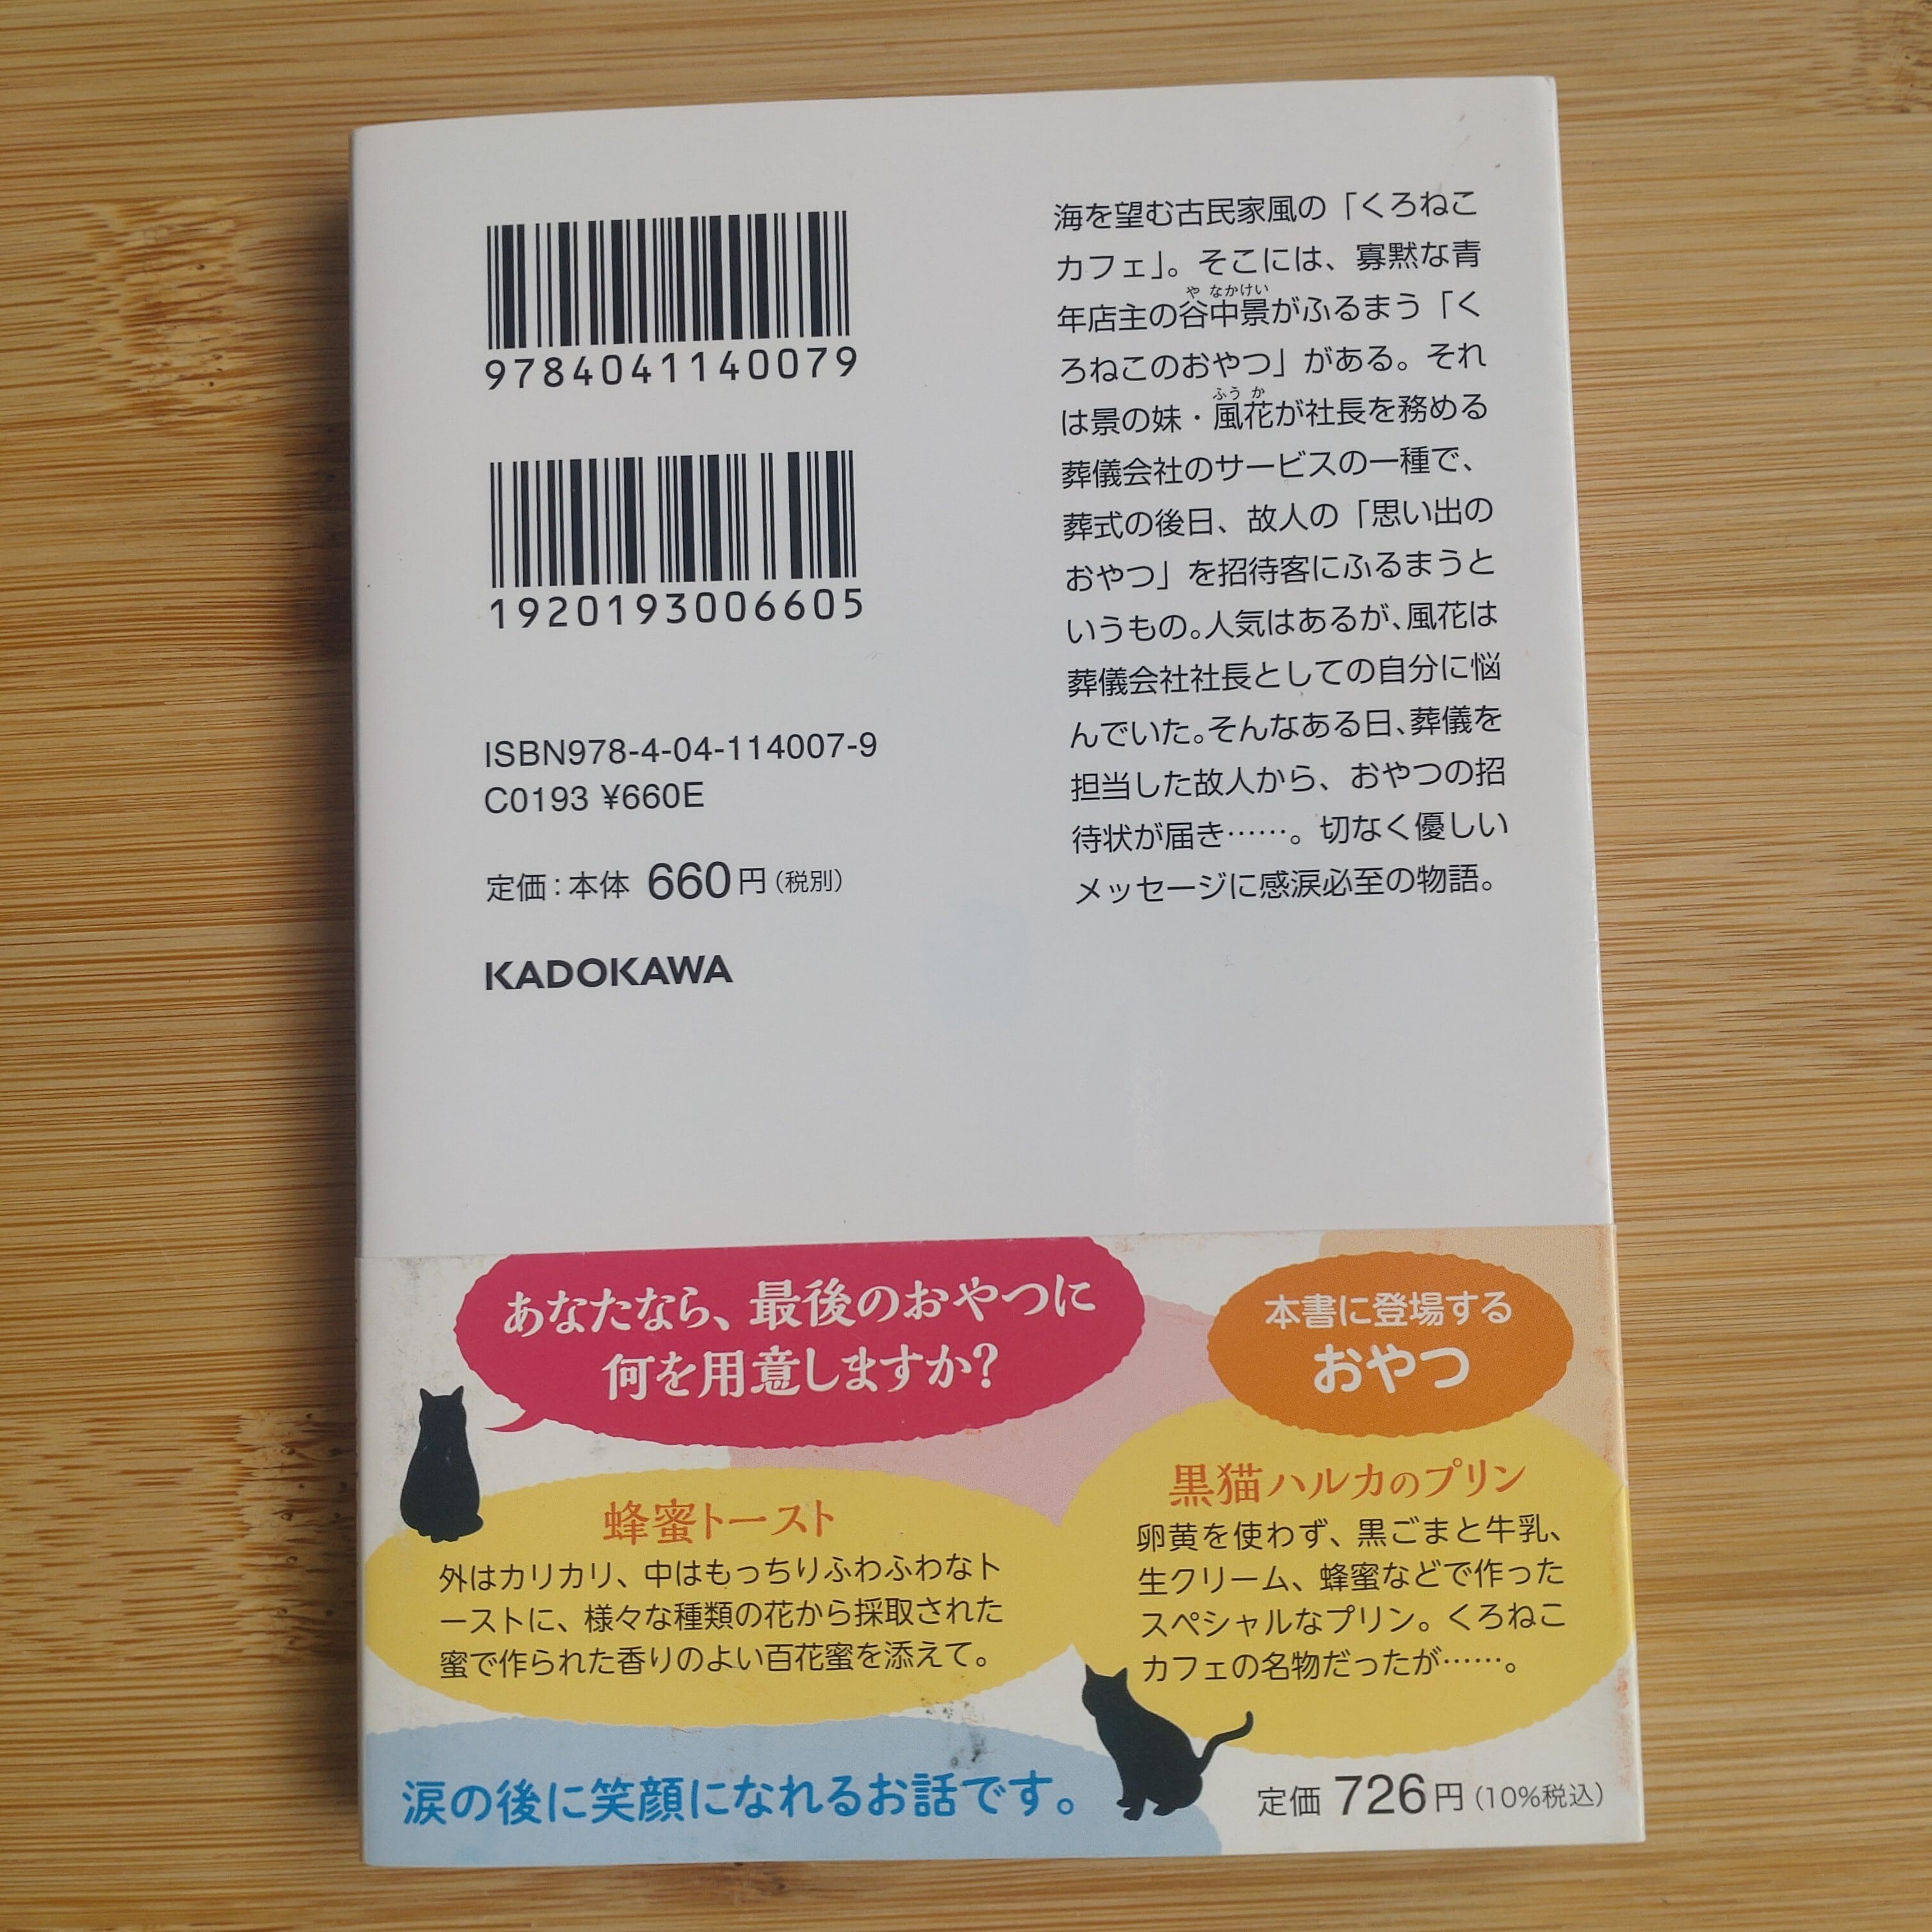 9784041140079
1920193006605
ISBN978-4-04-114007-9
C0193 ¥660E
定価:本体 660円(税別)
KADOKAWA
海を望む古民家風の「くろねこ
カフェ」。そこには、寡黙な青
年店主の谷中景がふるまう「く
や なかけい
ろねこのおやつ」がある。それ
は景の妹・風花が社長を務める
ふう か
葬儀会社のサービスの一種で、
葬式の後日、故人の「思い出の
おやつ」を招待客にふるまうと
いうもの。人気はあるが、風花は
葬儀会社社長としての自分に悩
んでいた。そんなある日、葬儀を
担当した故人から、おやつの招
待状が届き……。切なく優しい
メッセージに感涙必至の物語。
あなたなら、最後のおやつに
何を用意しますか?
本書に登場する
おやつ
蜂蜜トースト
外はカリカリ、中はもっちりふわふわなト
ーストに、様々な種類の花から採取された
蜜で作られた香りのよい百花蜜を添えて。
黒猫ハルカのプリン
卵黄を使わず、黒ごまと牛乳、
生クリーム、蜂蜜などで作った
スペシャルなプリン。くろねこ
カフェの名物だったが……。
涙の後に笑顔になれるお話です。
定価 726円(10%税込)